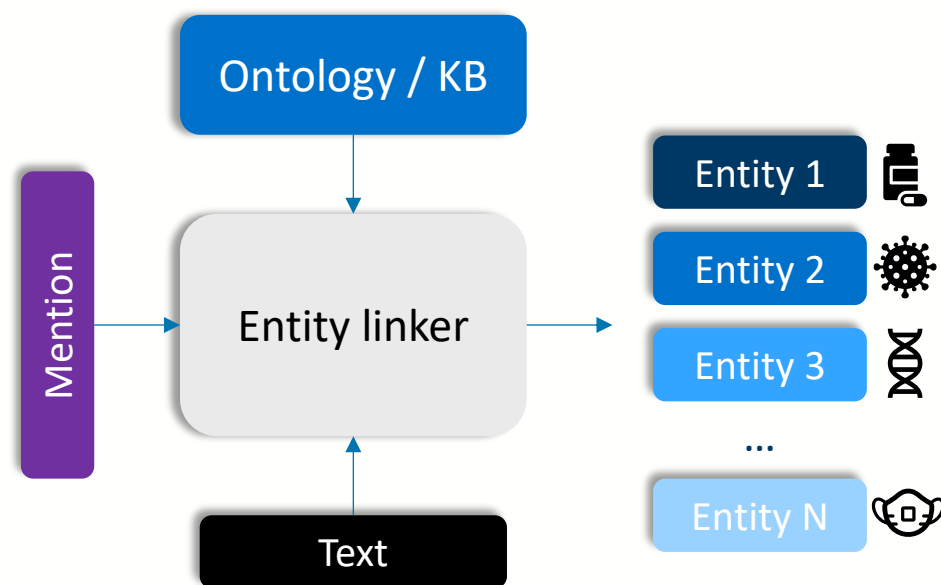 Ontology / KB
Mention
Entity linker
Text
Entity 1
Entity 2
Entity 3
...
Entity N